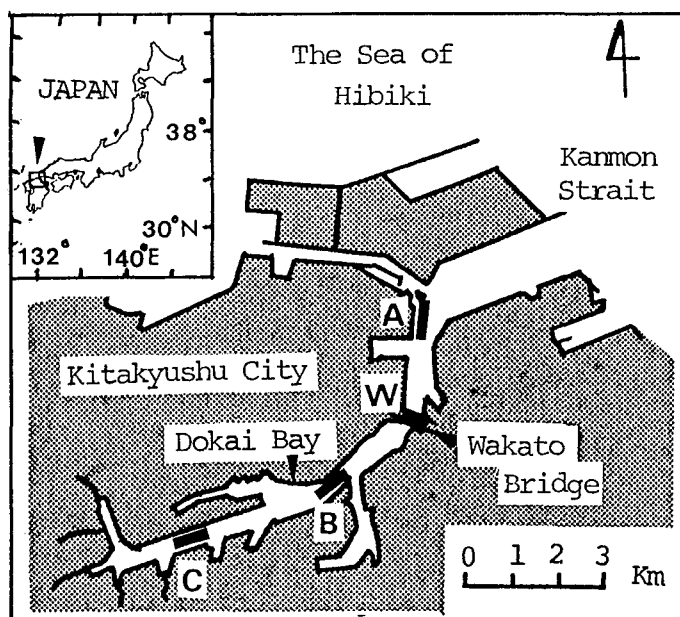 The Sea of
Hibiki
JAPAN
38°
Kanmon
Strait
30°N
132° 140°E
A
Kitakyushu City
W
Dokai Bay
Wakato
Bridge
B
C
0 1 2 3 Km